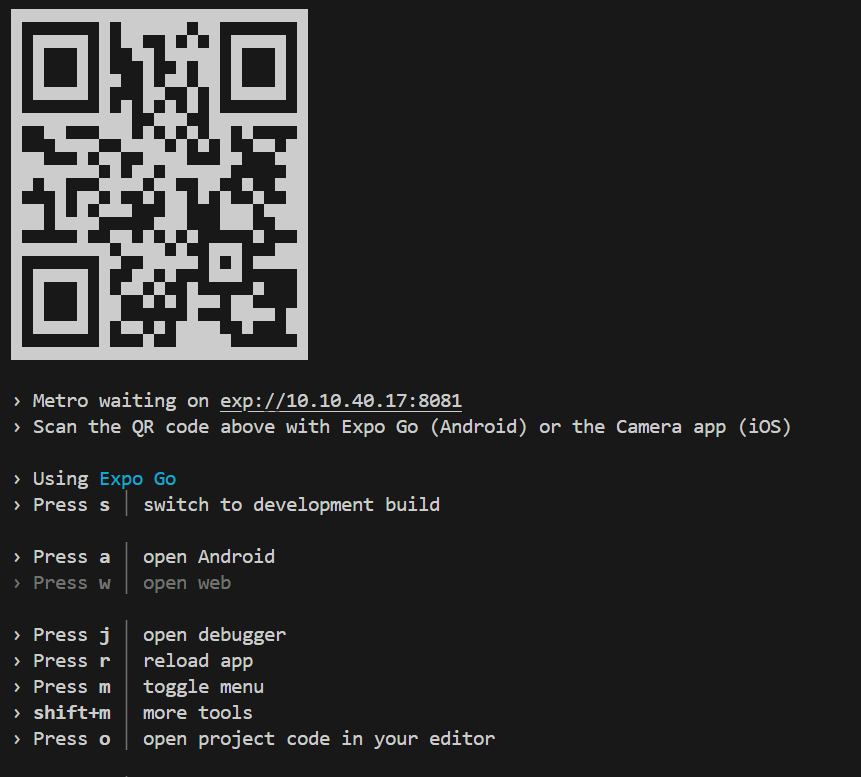 › Metro waiting on exp://10.10.40.17:8081
› Scan the QR code above with Expo Go (Android) or the Camera app (iOS)
› Using Expo Go
› Press s │ switch to development build
› Press a │ open Android
› Press w │ open web
› Press j │ open debugger
› Press r │ reload app
› Press m │ toggle menu
› shift+m │ more tools
› Press o │ open project code in your editor